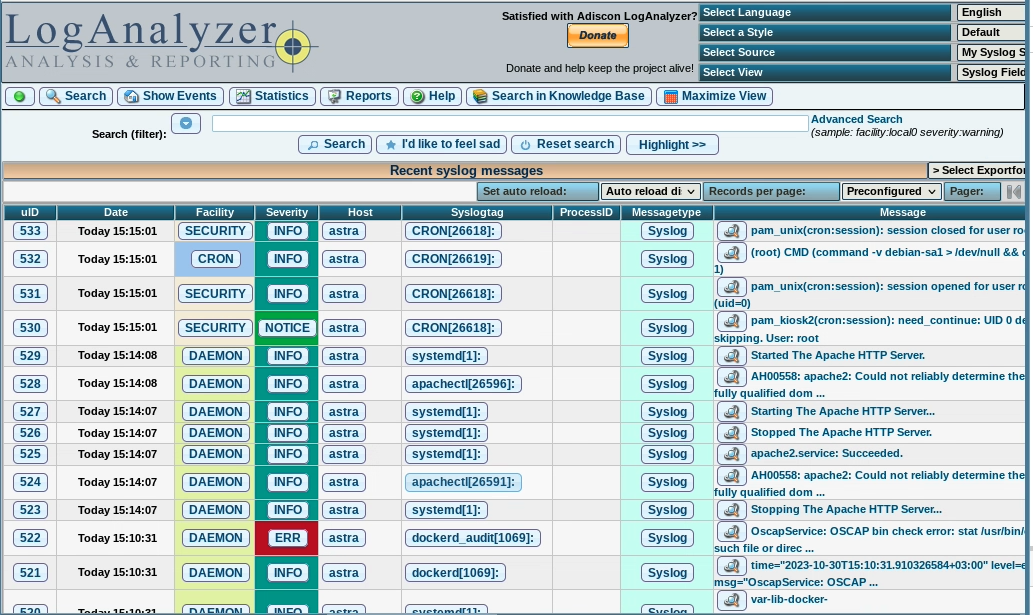 LogAnalyzer
ANALYSIS & REPORTING
Satisfied with Adiscon LogAnalyzer?
Donate
Donate and help keep the project alive!
Select Language English
Select a Style Default
Select Source My Syslog S
Select View Syslog Field
Search Show Events Statistics Reports Help Search in Knowledge Base Maximize View
Search (filter):
Advanced Search
(sample: facility:local0 severity:warning)
Search I'd like to feel sad Reset search Highlight >>
Recent syslog messages > Select Exportfor
Set auto reload: Auto reload di Records per page: Preconfigured Pager:
uID Date Facility Severity Host Syslogtag ProcessID Messagetype Message
533 Today 15:15:01 SECURITY INFO astra CRON[26618]: Syslog pam_unix(cron:session): session closed for user
532 Today 15:15:01 CRON INFO astra CRON[26619]: Syslog (root) CMD (command -v debian-sa1 > /dev/null &&
1)
531 Today 15:15:01 SECURITY INFO astra CRON[26618]: Syslog pam_unix(cron:session): session opened for user
(uid=0)
530 Today 15:15:01 SECURITY NOTICE astra CRON[26618]: Syslog pam_kiosk2(cron:session): need_continue: UID 0
skipping. User: root
529 Today 15:14:08 DAEMON INFO astra systemd[1]: Syslog Started The Apache HTTP Server.
528 Today 15:14:08 DAEMON INFO astra apachectl[26596]: Syslog AH00558: apache2: Could not reliably determine the
fully qualified dom ...
527 Today 15:14:07 DAEMON INFO astra systemd[1]: Syslog Starting The Apache HTTP Server...
526 Today 15:14:07 DAEMON INFO astra systemd[1]: Syslog Stopped The Apache HTTP Server.
525 Today 15:14:07 DAEMON INFO astra systemd[1]: Syslog apache2.service: Succeeded.
524 Today 15:14:07 DAEMON INFO astra apachectl[26591]: Syslog AH00558: apache2: Could not reliably determine the
fully qualified dom ...
523 Today 15:14:07 DAEMON INFO astra systemd[1]: Syslog Stopping The Apache HTTP Server...
522 Today 15:10:31 DAEMON ERR astra dockerd_audit[1069]: Syslog OscapService: OSCAP bin check error: stat /usr/bin/
such file or direc ...
521 Today 15:10:31 DAEMON INFO astra dockerd[1069]: Syslog time="2023-10-30T15:10:31.910326584+03:00" level=e
msg="OscapService: OSCAP ...
520 Today 15:10:31 DAEMON INFO astra systemd[1]: Syslog var-lib-docker-